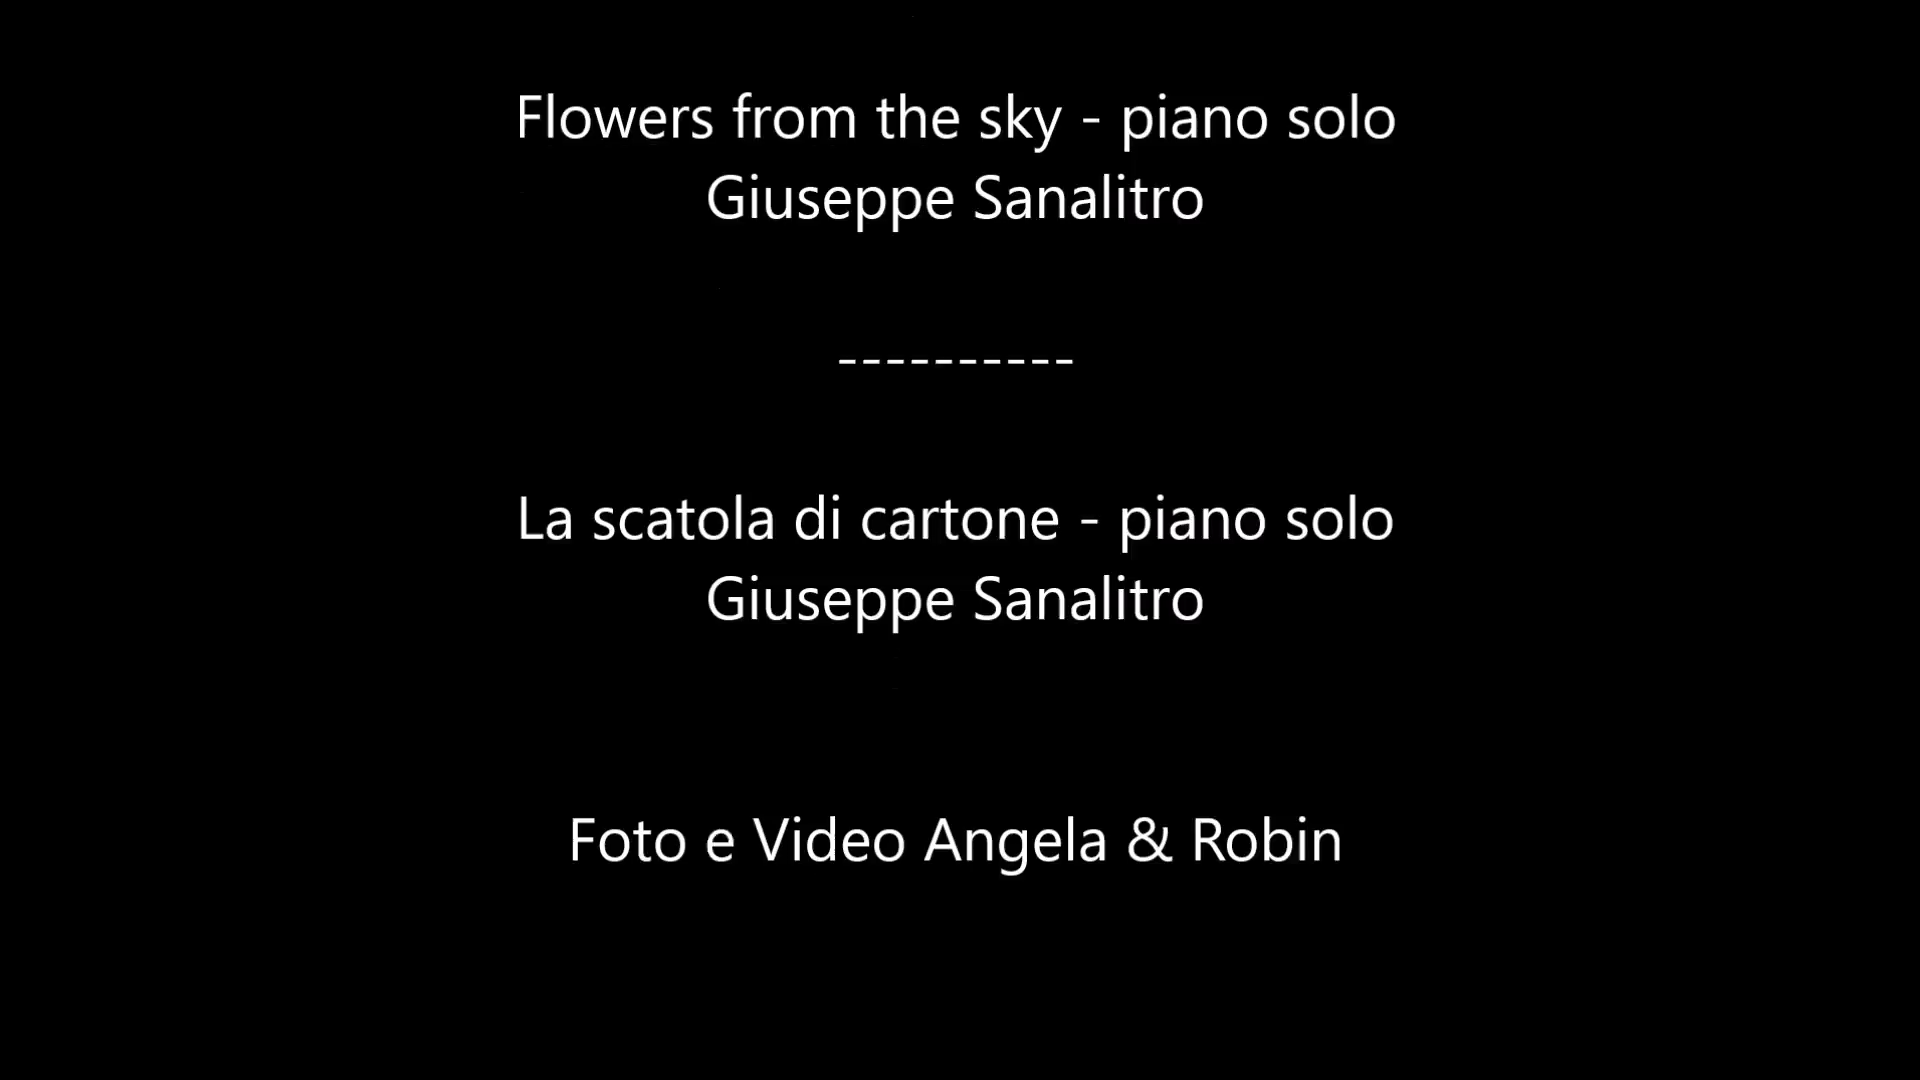 Flowers from the sky - piano solo
Giuseppe Sanalitro
----------
La scatola di cartone - piano solo
Giuseppe Sanalitro
Foto e Video Angela & Robin